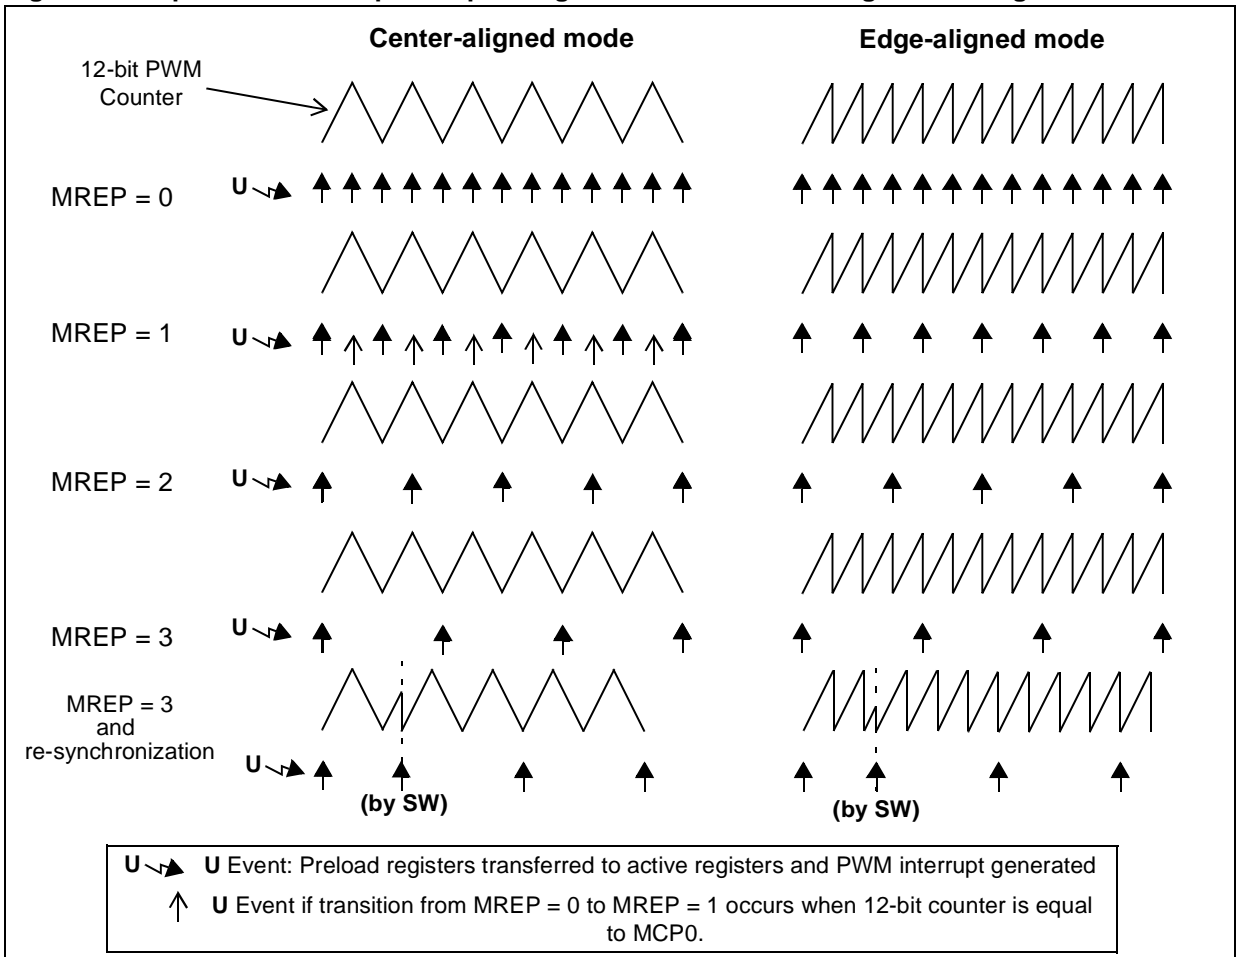 Center-aligned mode
Edge-aligned mode
12-bit PWM
Counter
MREP = 0
U
MREP = 1
U
MREP = 2
U
MREP = 3
U
MREP = 3
and
re-synchronization
U
(by SW)
(by SW)
U U Event: Preload registers transferred to active registers and PWM interrupt generated
U Event if transition from MREP = 0 to MREP = 1 occurs when 12-bit counter is equal
to MCP0.